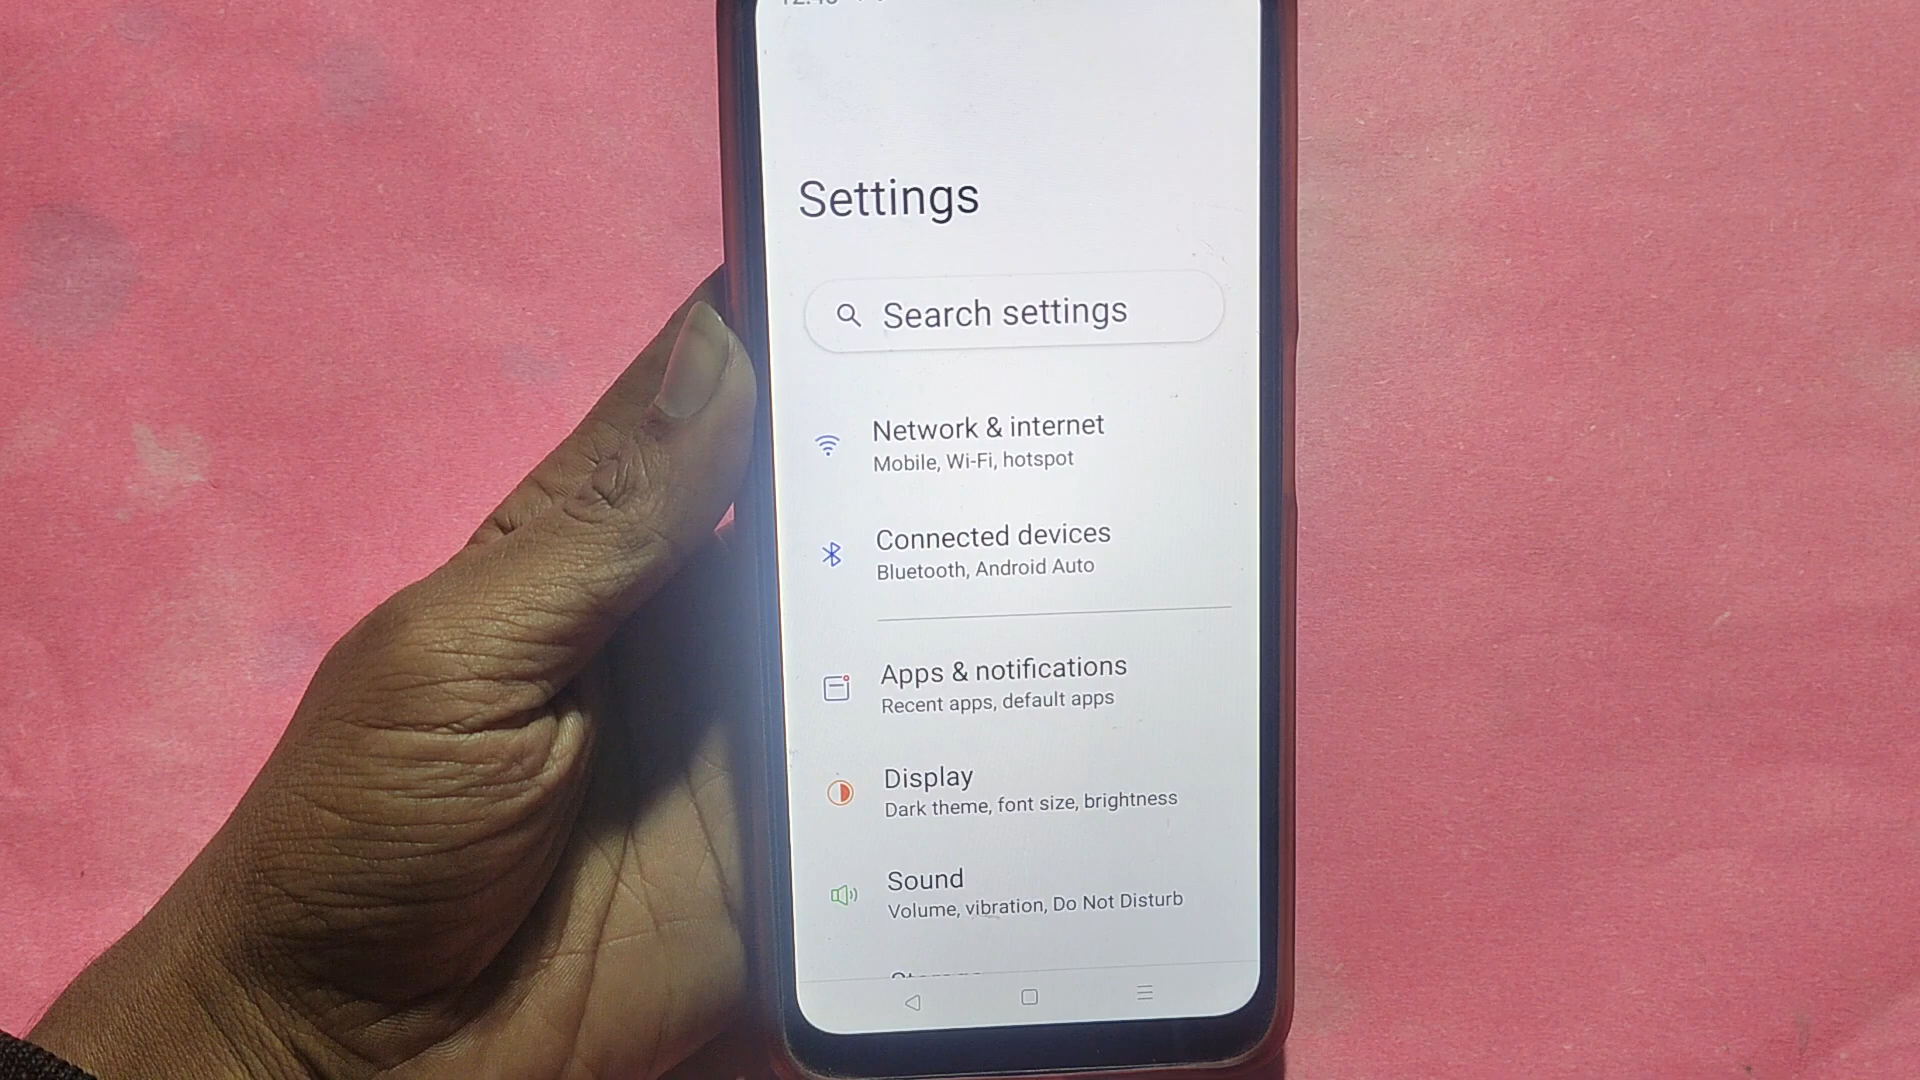 Settings
Search settings
Network & internet
Mobile, Wi-Fi, hotspot
Connected devices
Bluetooth, Android Auto
Apps & notifications
Recent apps, default apps
Display
Dark theme, font size, brightness
Sound
Volume, vibration, Do Not Disturb